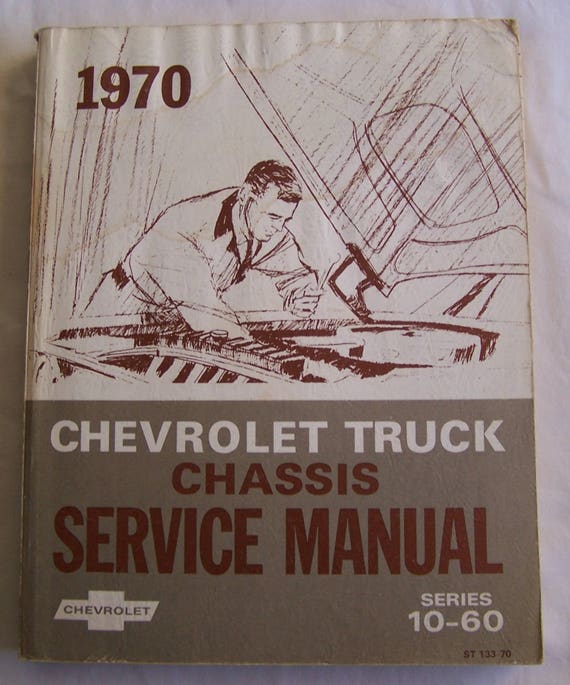 1970
CHEVROLET TRUCK
CHASSIS
SERVICE MANUAL
CHEVROLET
SERIES
10-60
ST 133-70